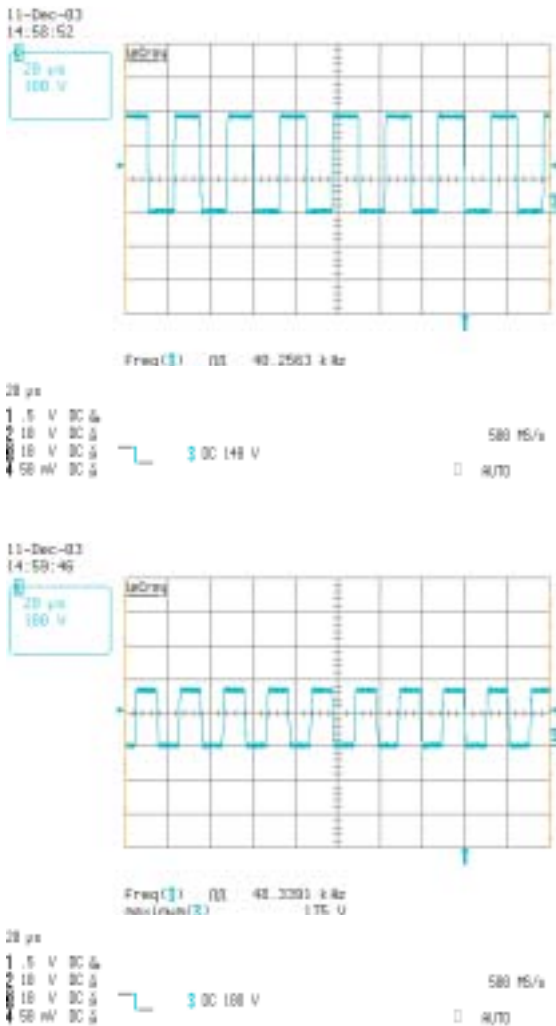 11-Dec-03
14:58:52
20 µs
100 V
LeCroy
Freq(3) 40.2563 kHz
20 µs
1 .5 V DC
2 10 V DC
10 V DC
4 50 mV DC
3 DC 148 V
500 MS/s
AUTO
11-Dec-03
14:59:46
20 µs
100 V
LeCroy
Freq(3) 48.3391 kHz
maximum(3) 175 V
20 µs
1 .5 V DC
2 10 V DC
10 V DC
4 50 mV DC
3 DC 100 V
500 MS/s
AUTO